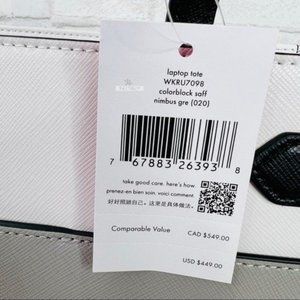 laptop tote
WKRU7098
colorblock saff
nimbus gre (020)
7 67883 26393 8
take good care. here's how
prenez-en bien soin. voici comment.
好好照顾自己。这里是具体做法。
Comparable Value
CAD $549.00
USD $449.00